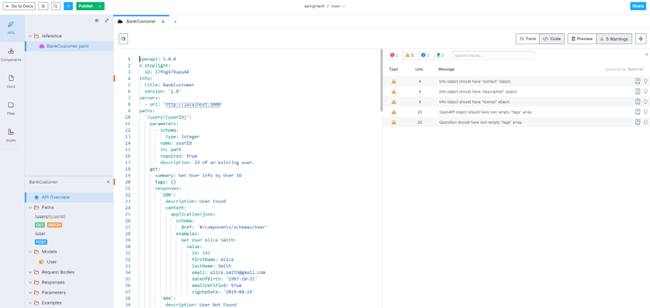 Go to Docs
Publish
assingment / main
Share
BankCustomer
APIs
Components
Docs
Files
Styles
reference
BankCustomer.yaml
Form
Code
Preview
5 Warnings
1 openapi: 3.0.0
2 x-stoplight:
3 id: 17fbg479upu48
4 info:
5 title: BankCustomer
6 version: '1.0'
7 servers:
8 - url: 'http://localhost:3000'
9 paths:
10 '/users/{userId}':
11 parameters:
12 - schema:
13 type: integer
14 name: userId
15 in: path
16 required: true
17 description: Id of an existing user.
18 get:
19 summary: Get User Info by User ID
20 tags: []
21 responses:
22 '200':
23 description: User Found
24 content:
25 application/json:
26 schema:
27 $ref: '#/components/schemas/User'
28 examples:
29 Get User Alice Smith:
30 value:
31 id: 142
32 firstName: Alice
33 lastName: Smith
34 email: alice.smith@gmail.com
35 dateOfBirth: '1997-10-31'
36 emailVerified: true
37 signUpDate: '2019-08-24'
38 '404':
39 description: User Not Found
0
5
0
0
Search results...
Type
Line
Message
powered by Spectral
4 Info object should have "contact" object.
4 Info object should have "description" object.
4 Info object should have "license" object.
20 OpenAPI object should have non-empty "tags" array.
20 Operation should have non-empty "tags" array.
BankCustomer
API Overview
Paths
/users/{userId}
GET
PATCH
/user
POST
Models
User
Request Bodies
Responses
Parameters
Examples